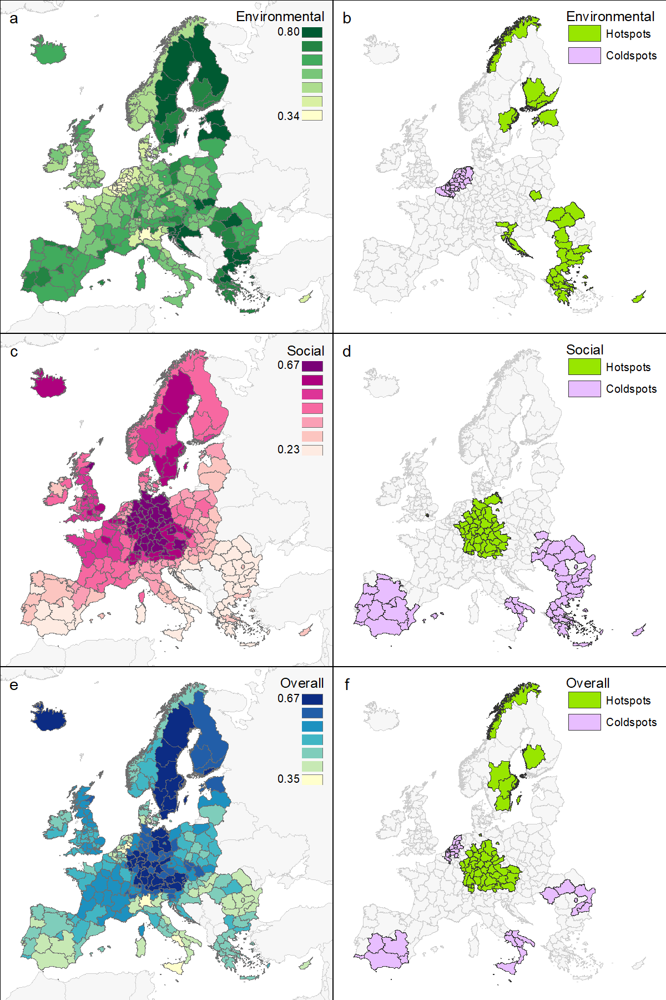 a
Environmental
0.80
0.34
b
Environmental
Hotspots
Coldspots
c
Social
0.67
0.23
d
Social
Hotspots
Coldspots
e
Overall
0.67
0.35
f
Overall
Hotspots
Coldspots